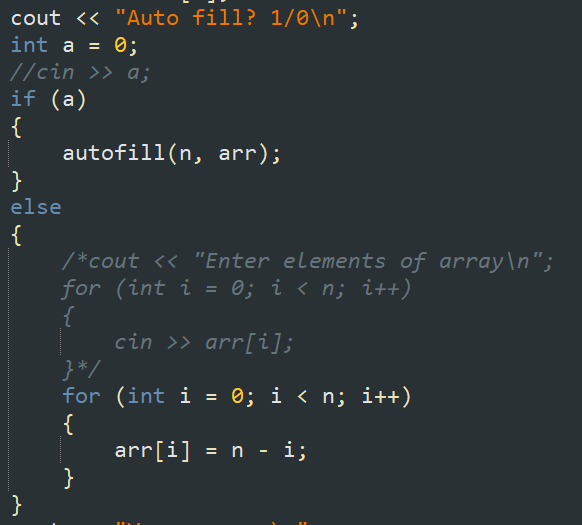 cout << "Auto fill? 1/0\n";
int a = 0;
//cin >> a;
if (a)
{
    autofill(n, arr);
}
else
{
    /*cout << "Enter elements of array\n";
    for (int i = 0; i < n; i++)
    {
        cin >> arr[i];
    }*/
    for (int i = 0; i < n; i++)
    {
        arr[i] = n - i;
    }
}